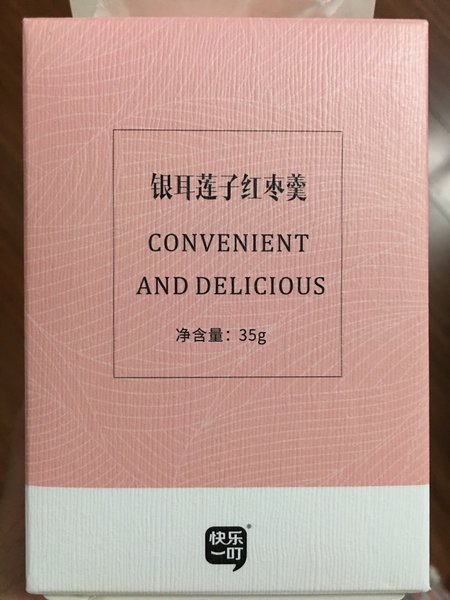 银耳莲子红枣羹
CONVENIENT
AND DELICIOUS
净含量：35g
快乐
一叮
®